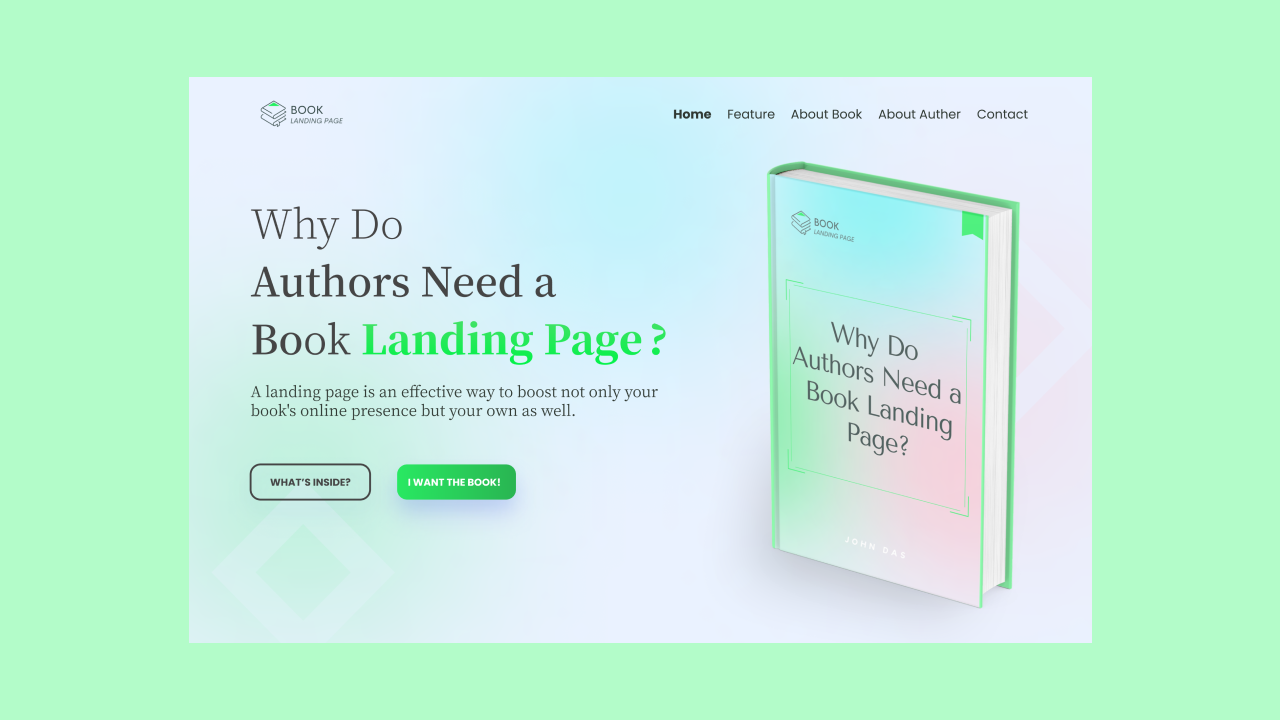 BOOK
LANDING PAGE
Home Feature About Book About Auther Contact
Why Do
Authors Need a
Book Landing Page ?
A landing page is an effective way to boost not only your
book's online presence but your own as well.
WHAT'S INSIDE?
I WANT THE BOOK!
BOOK
LANDING PAGE
Why Do
Authors Need a
Book Landing
Page?
JOHN DAS